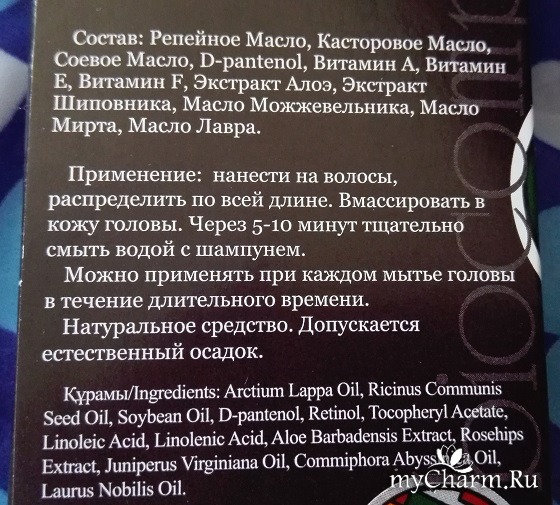 Состав: Репейное Масло, Касторовое Масло,
Соевое Масло, D-pantenol, Витамин А, Витамин
Е, Витамин F, Экстракт Алоэ, Экстракт
Шиповника, Масло Можжевельника, Масло
Мирта, Масло Лавра.
Применение: нанести на волосы,
распределить по всей длине. Вмассировать в
кожу головы. Через 5-10 минут тщательно
смыть водой с шампунем.
Можно применять при каждом мытье головы
в течение длительного времени.
Натуральное средство. Допускается
естественный осадок.
Құрамы/Ingredients: Arctium Lappa Oil, Ricinus Communis
Seed Oil, Soybean Oil, D-pantenol, Retinol, Tocopheryl Acetate,
Linoleic Acid, Linolenic Acid, Aloe Barbadensis Extract, Rosehips
Extract, Juniperus Virginiana Oil, Commiphora Abyssinica Oil,
Laurus Nobilis Oil.
myCharm.Ru